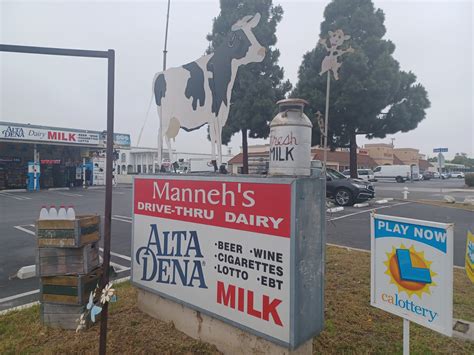 ALTA DENA Dairy MILK
Fresh
MILK
Manneh's
DRIVE-THRU DAIRY
ALTA DENA
• BEER • WINE
• CIGARETTES
• LOTTO • EBT
MILK
PLAY NOW
calottery